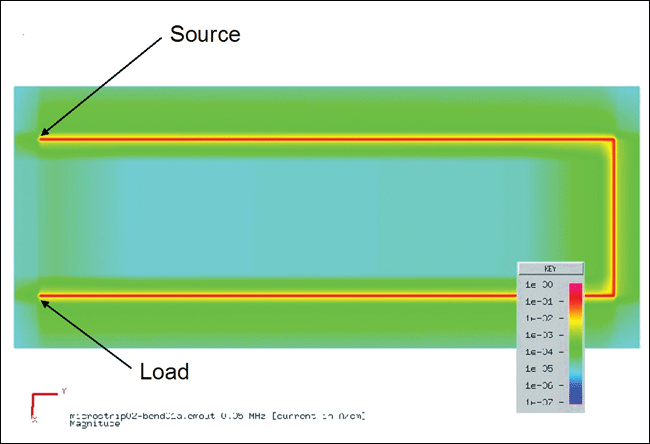 Source
KEY
1e 00
1e-01
1e-02
1e-03
1e-04
1e 05
1e-06
1e-07
Load
Y
X
microstrip02-bend01a.emout 0.05 MHz [current in A/cm]
Magnitude